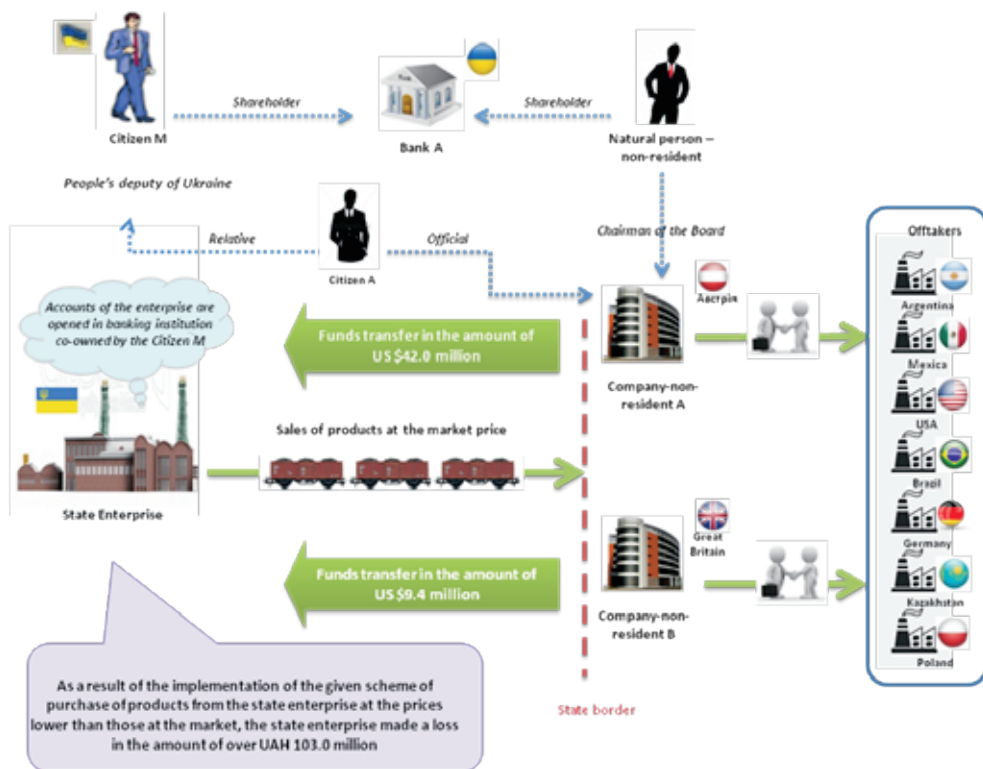 Citizen M
Shareholder
Bank A
Shareholder
Natural person –
non-resident
People's deputy of Ukraine
Relative
Citizen A
Official
Chairman of the Board
Accounts of the enterprise are
opened in banking institution
co-owned by the Citizen M
Funds transfer in the amount of
US $42.0 million
Австрія
Company-non-
resident A
Sales of products at the market price
State Enterprise
Funds transfer in the amount of
US $9.4 million
Great
Britain
Company-non-
resident B
State border
Offtakers
Argentina
Mexica
USA
Brazil
Germany
Kazakhstan
Poland
As a result of the implementation of the given scheme of
purchase of products from the state enterprise at the prices
lower than those at the market, the state enterprise made a loss
in the amount of over UAH 103.0 million